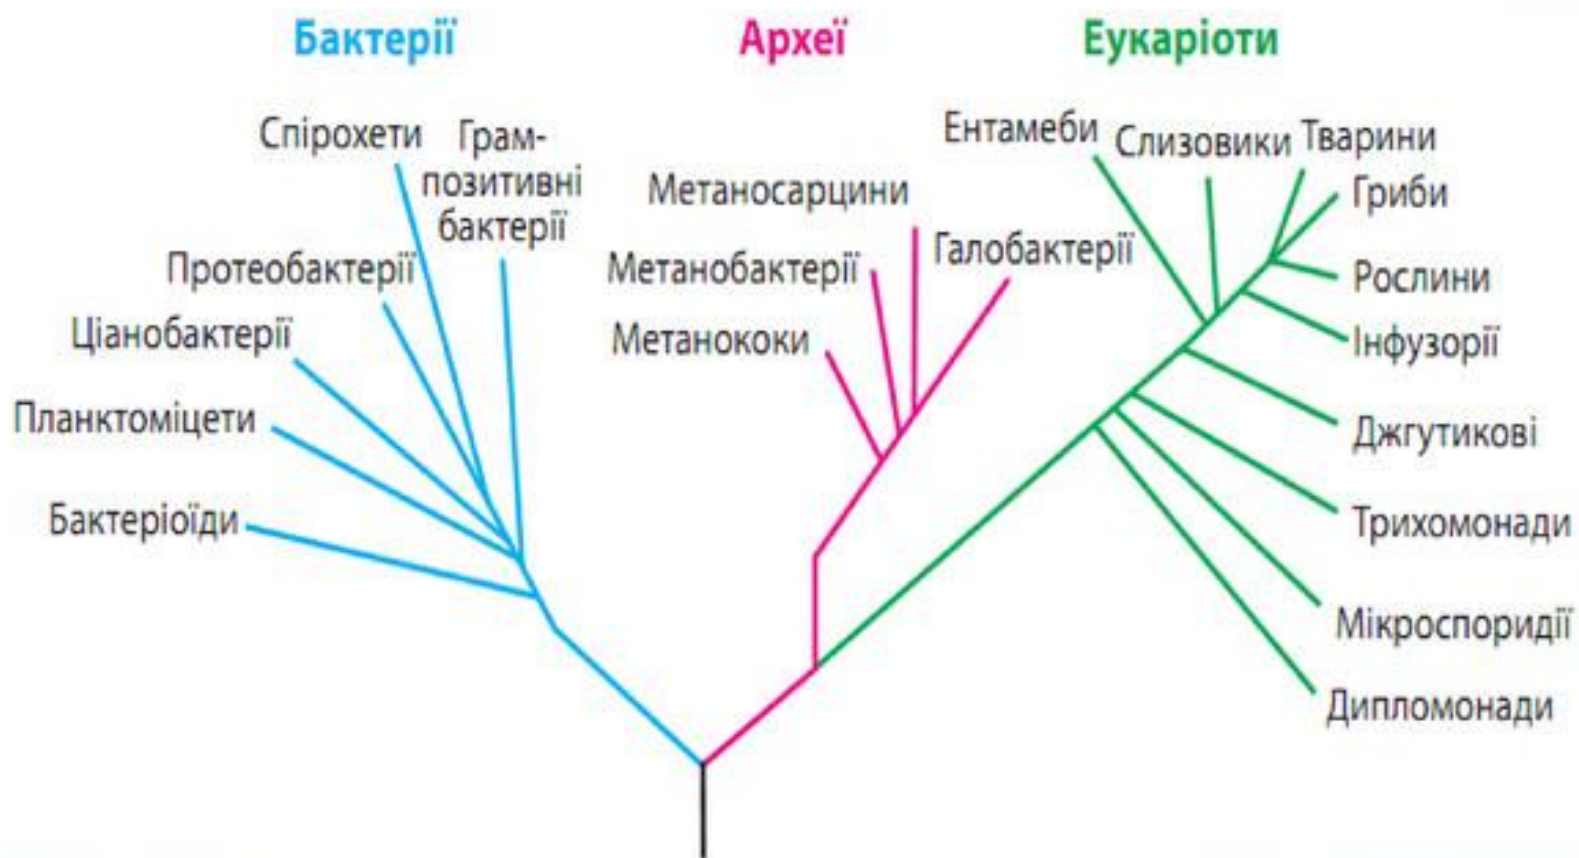 Бактерії
Археї
Еукаріоти
Спірохети
Грам-
позитивні
бактерії
Протеобактерії
Ціанобактерії
Планктоміцети
Бактеріоїди
Метаносарцини
Метанобактерії
Метанококи
Галобактерії
Ентамеби
Слизовики
Тварини
Гриби
Рослини
Інфузорії
Джгутикові
Трихомонади
Мікроспоридії
Дипломонади